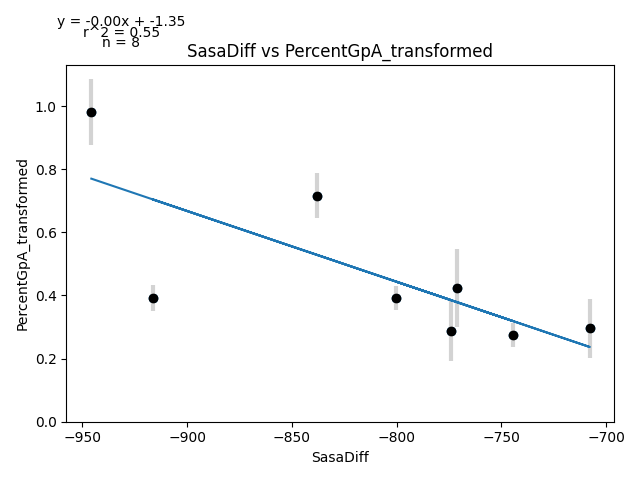 y = -0.00x + -1.35
r^2 = 0.55
n = 8
SasaDiff vs PercentGpA_transformed
PercentGpA_transformed
1.0
0.8
0.6
0.4
0.2
0.0
−950
−900
−850
−800
−750
−700
SasaDiff